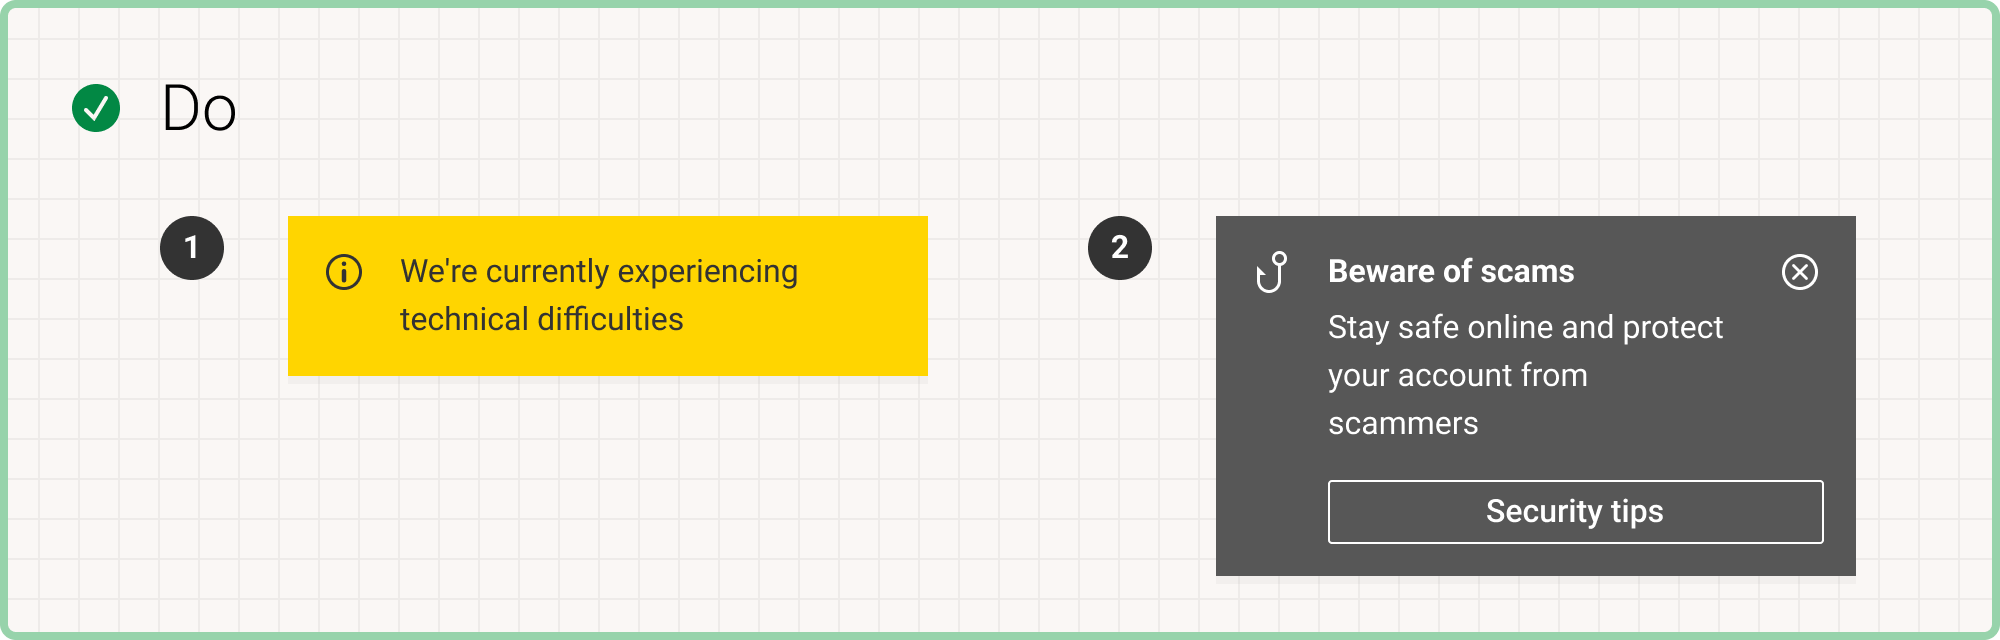 Do
1
We're currently experiencing
technical difficulties
2
Beware of scams
Stay safe online and protect
your account from
scammers
Security tips